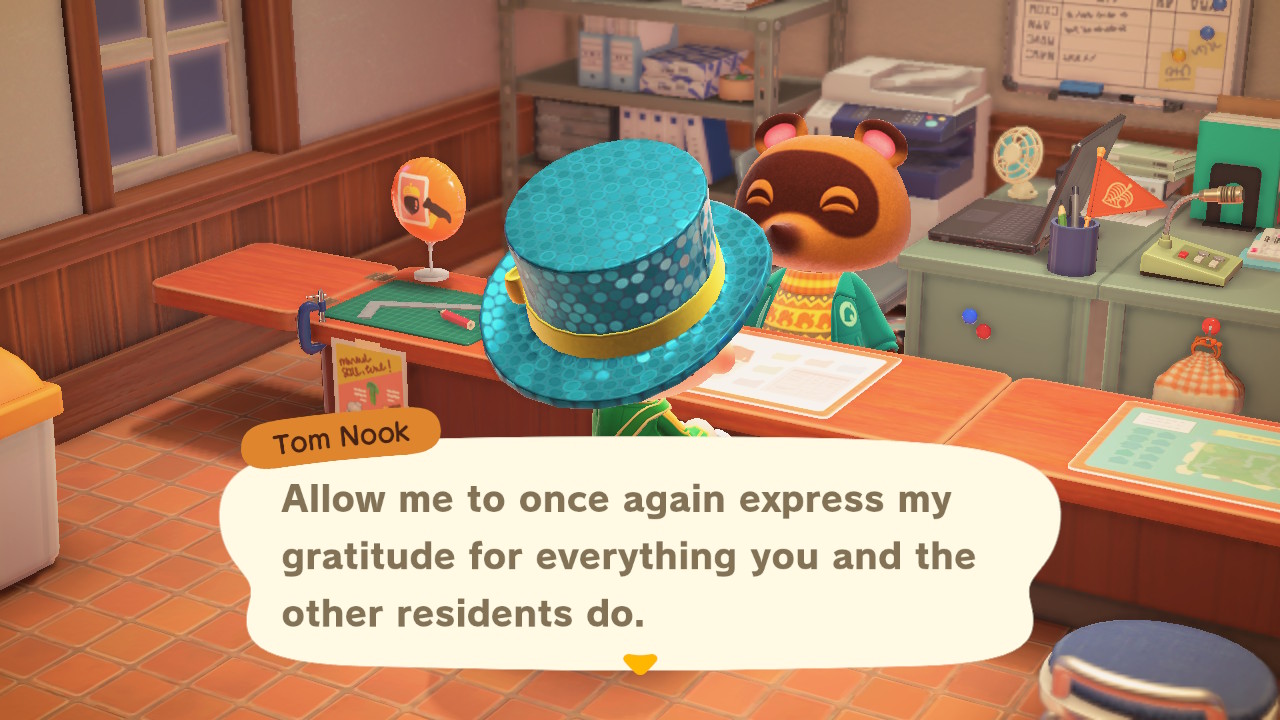 Tom Nook
Allow me to once again express my
gratitude for everything you and the
other residents do.